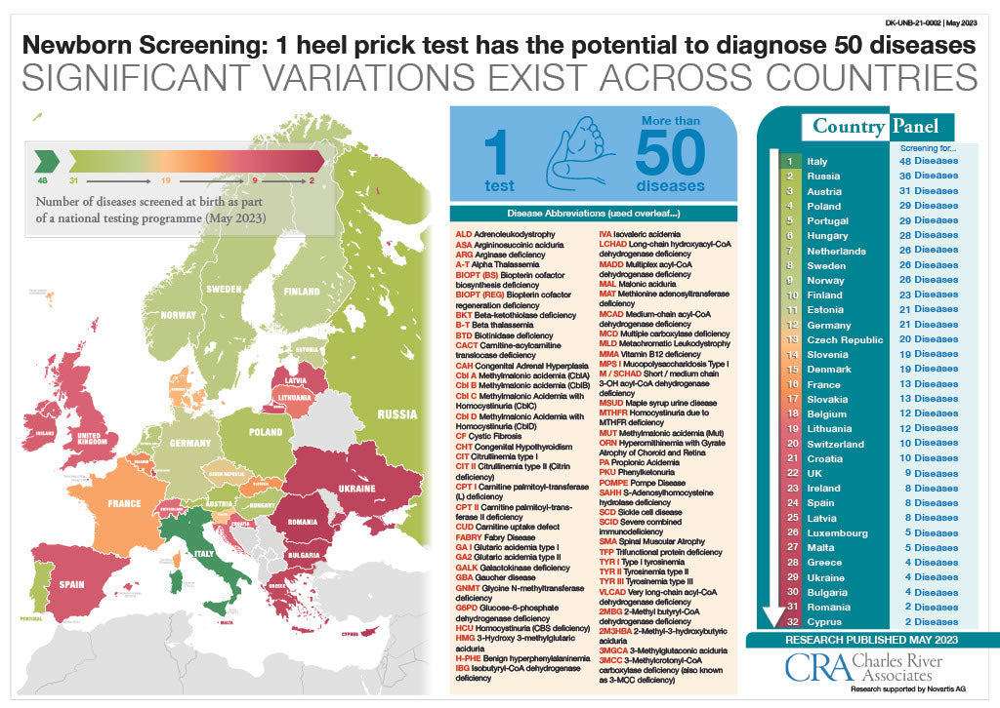 DK-UNB-21-0002 | May 2023
Newborn Screening: 1 heel prick test has the potential to diagnose 50 diseases
SIGNIFICANT VARIATIONS EXIST ACROSS COUNTRIES
48 31 19 9 2
Number of diseases screened at birth as part
of a national testing programme (May 2023)
SWEDEN
FINLAND
NORWAY
ESTONIA
LATVIA
LITHUANIA
DENMARK
RUSSIA
IRELAND
UNITED
KINGDOM
POLAND
GERMANY
CZECH REPUBLIC
UKRAINE
FRANCE
AUSTRIA
HUNGARY
ROMANIA
CROATIA
ITALY
BULGARIA
SPAIN
PORTUGAL
GREECE
MALTA
CYPRUS
1
test
More than
50
diseases
Disease Abbreviations (used overleaf...)
ALD Adrenoleukodystrophy
ASA Argininosuccinic aciduria
ARG Arginase deficiency
A-T Alpha Thalassemia
BIOPT (BS) Biopterin cofactor
biosynthesis deficiency
BIOPT (REG) Biopterin cofactor
regeneration deficiency
BKT Beta-ketothiolase deficiency
B-T Beta thalassemia
BTD Biotinidase deficiency
CACT Carnitine-acylcarnitine
translocase deficiency
CAH Congenital Adrenal Hyperplasia
Cbl A Methylmalonic acidemia (CblA)
Cbl B Methylmalonic acidemia (CblB)
Cbl C Methylmalonic Acidemia with
Homocystinuria (CblC)
Cbl D Methylmalonic Acidemia with
Homocystinuria (CblD)
CF Cystic Fibrosis
CHT Congenital Hypothyroidism
CIT Citrullinemia type I
CIT II Citrullinemia type II (Citrin
deficiency)
CPT I Carnitine palmitoyl-transferase
(L) deficiency
CPT II Carnitine palmitoyl-trans-
ferase II deficiency
CUD Carnitine uptake defect
FABRY Fabry Disease
GA I Glutaric acidemia type I
GA2 Glutaric acidemia type II
GALK Galactokinase deficiency
GBA Gaucher disease
GNMT Glycine N-methyltransferase
deficiency
G6PD Glucose-6-phosphate
dehydrogenase deficiency
HCU Homocystinuria (CBS deficiency)
HMG 3-Hydroxy 3-methylglutaric
aciduria
H-PHE Benign hyperphenylalaninemia
IBG Isobutyryl-CoA dehydrogenase
deficiency
IVA Isovaleric acidemia
LCHAD Long-chain hydroxyacyl-CoA
dehydrogenase deficiency
MADD Multiplex acyl-CoA
dehydrogenase deficiency
MAL Malonic aciduria
MAT Methionine adenosyltransferase
deficiency
MCAD Medium-chain acyl-CoA
dehydrogenase deficiency
MCD Multiple carboxylase deficiency
MLD Metachromatic Leukodystrophy
MMA Vitamin B12 deficiency
MPS I Mucopolysaccharidosis Type I
M / SCHAD Short / medium chain
3-OH acyl-CoA dehydrogenase
deficiency
MSUD Maple syrup urine disease
MTHFR Homocystinuria due to
MTHFR deficiency
MUT Methylmalonic acidemia (Mut)
ORN Hyperornithinemia with Gyrate
Atrophy of Choroid and Retina
PA Propionic Acidemia
PKU Phenylketonuria
POMPE Pompe Disease
SAHH S-Adenosylhomocysteine
hydrolase deficiency
SCD Sickle cell disease
SCID Severe combined
immunodeficiency
SMA Spinal Muscular Atrophy
TFP Trifunctional protein deficiency
TYR I Type I tyrosinemia
TYR II Tyrosinemia type II
TYR III Tyrosinemia type III
VLCAD Very long-chain acyl-CoA
dehydrogenase deficiency
2MBG 2-Methyl butyryl-CoA
dehydrogenase deficiency
2M3HBA 2-Methyl-3-hydroxybutyric
aciduria
3MGCA 3-Methylglutaconic aciduria
3MCC 3-Methylcrotonyl-CoA
carboxylase deficiency (also known
as 3-MCC deficiency)
Country Panel
Screening for...
1 Italy 48 Diseases
2 Russia 36 Diseases
3 Austria 31 Diseases
4 Poland 29 Diseases
5 Portugal 29 Diseases
6 Hungary 28 Diseases
7 Netherlands 26 Diseases
8 Sweden 26 Diseases
9 Norway 26 Diseases
10 Finland 23 Diseases
11 Estonia 21 Diseases
12 Germany 21 Diseases
13 Czech Republic 20 Diseases
14 Slovenia 19 Diseases
15 Denmark 19 Diseases
16 France 13 Diseases
17 Slovakia 13 Diseases
18 Belgium 12 Diseases
19 Lithuania 12 Diseases
20 Switzerland 10 Diseases
21 Croatia 10 Diseases
22 UK 9 Diseases
23 Ireland 8 Diseases
24 Spain 8 Diseases
25 Latvia 8 Diseases
26 Luxembourg 5 Diseases
27 Malta 5 Diseases
28 Greece 4 Diseases
29 Ukraine 4 Diseases
30 Bulgaria 4 Diseases
31 Romania 2 Diseases
32 Cyprus 2 Diseases
RESEARCH PUBLISHED MAY 2023
CRA Charles River
Associates
Research supported by Novartis AG